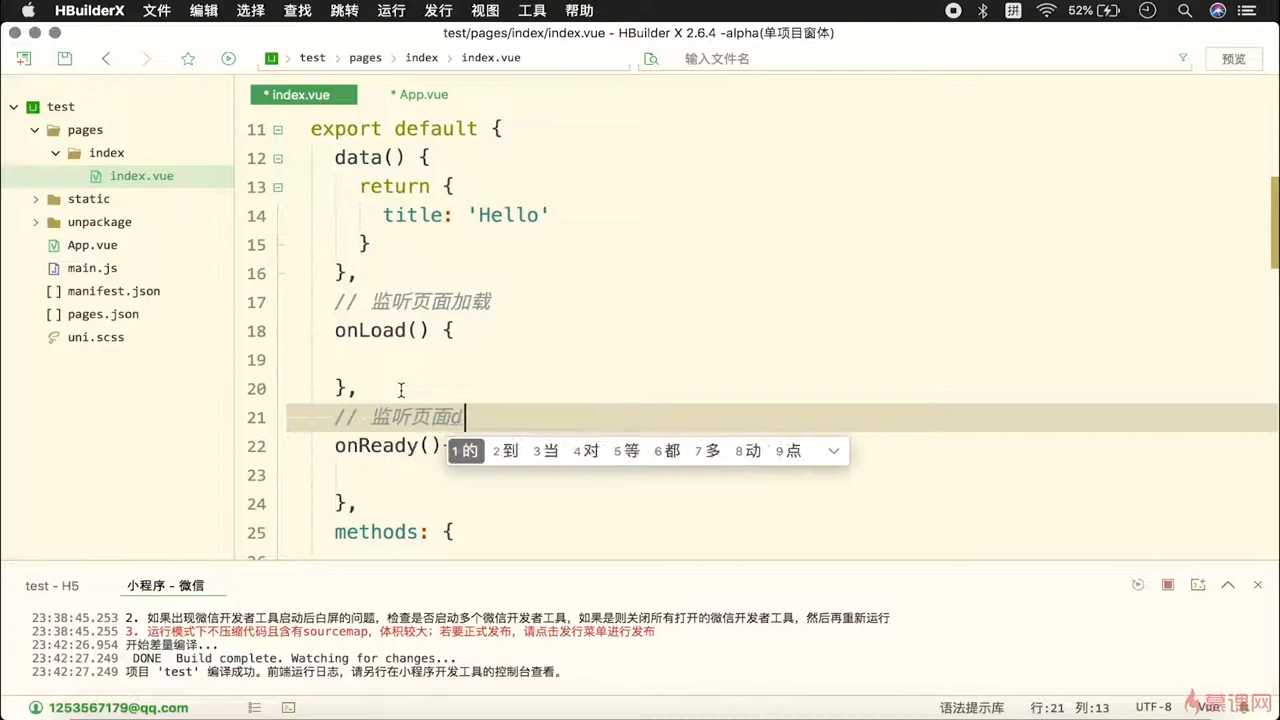 HBuilderX 文件 编辑 选择 查找 跳转 运行 发行 视图 工具 帮助 拼 52%
test/pages/index/index.vue - HBuilder X 2.6.4 -alpha(单项目窗体)
test pages index index.vue 输入文件名 预览
* index.vue * App.vue
test
pages
index
index.vue
static
unpackage
App.vue
main.js
[ ] manifest.json
[ ] pages.json
uni.scss
11 export default {
12 data() {
13 return {
14 title: 'Hello'
15 }
16 },
17 // 监听页面加载
18 onLoad() {
19
20 },
21 // 监听页面d
22 onReady()
1的 2到 3当 4对 5等 6都 7多 8动 9点
23
24 },
25 methods: {
test - H5 小程序 - 微信
23:38:45.253 2. 如果出现微信开发者工具启动后白屏的问题，检查是否启动多个微信开发者工具，如果是则关闭所有打开的微信开发者工具，然后再重新运行
23:38:45.255 3. 运行模式下不压缩代码且含有sourcemap，体积较大；若要正式发布，请点击发行菜单进行发布
23:42:26.954 开始差量编译...
23:42:27.249 DONE Build complete. Watching for changes...
23:42:27.249 项目 'test' 编译成功。前端运行日志，请另行在小程序开发工具的控制台查看。
1253567179@qq.com 语法提示库 行:21 列:13 UTF-8 Vue
慕课网